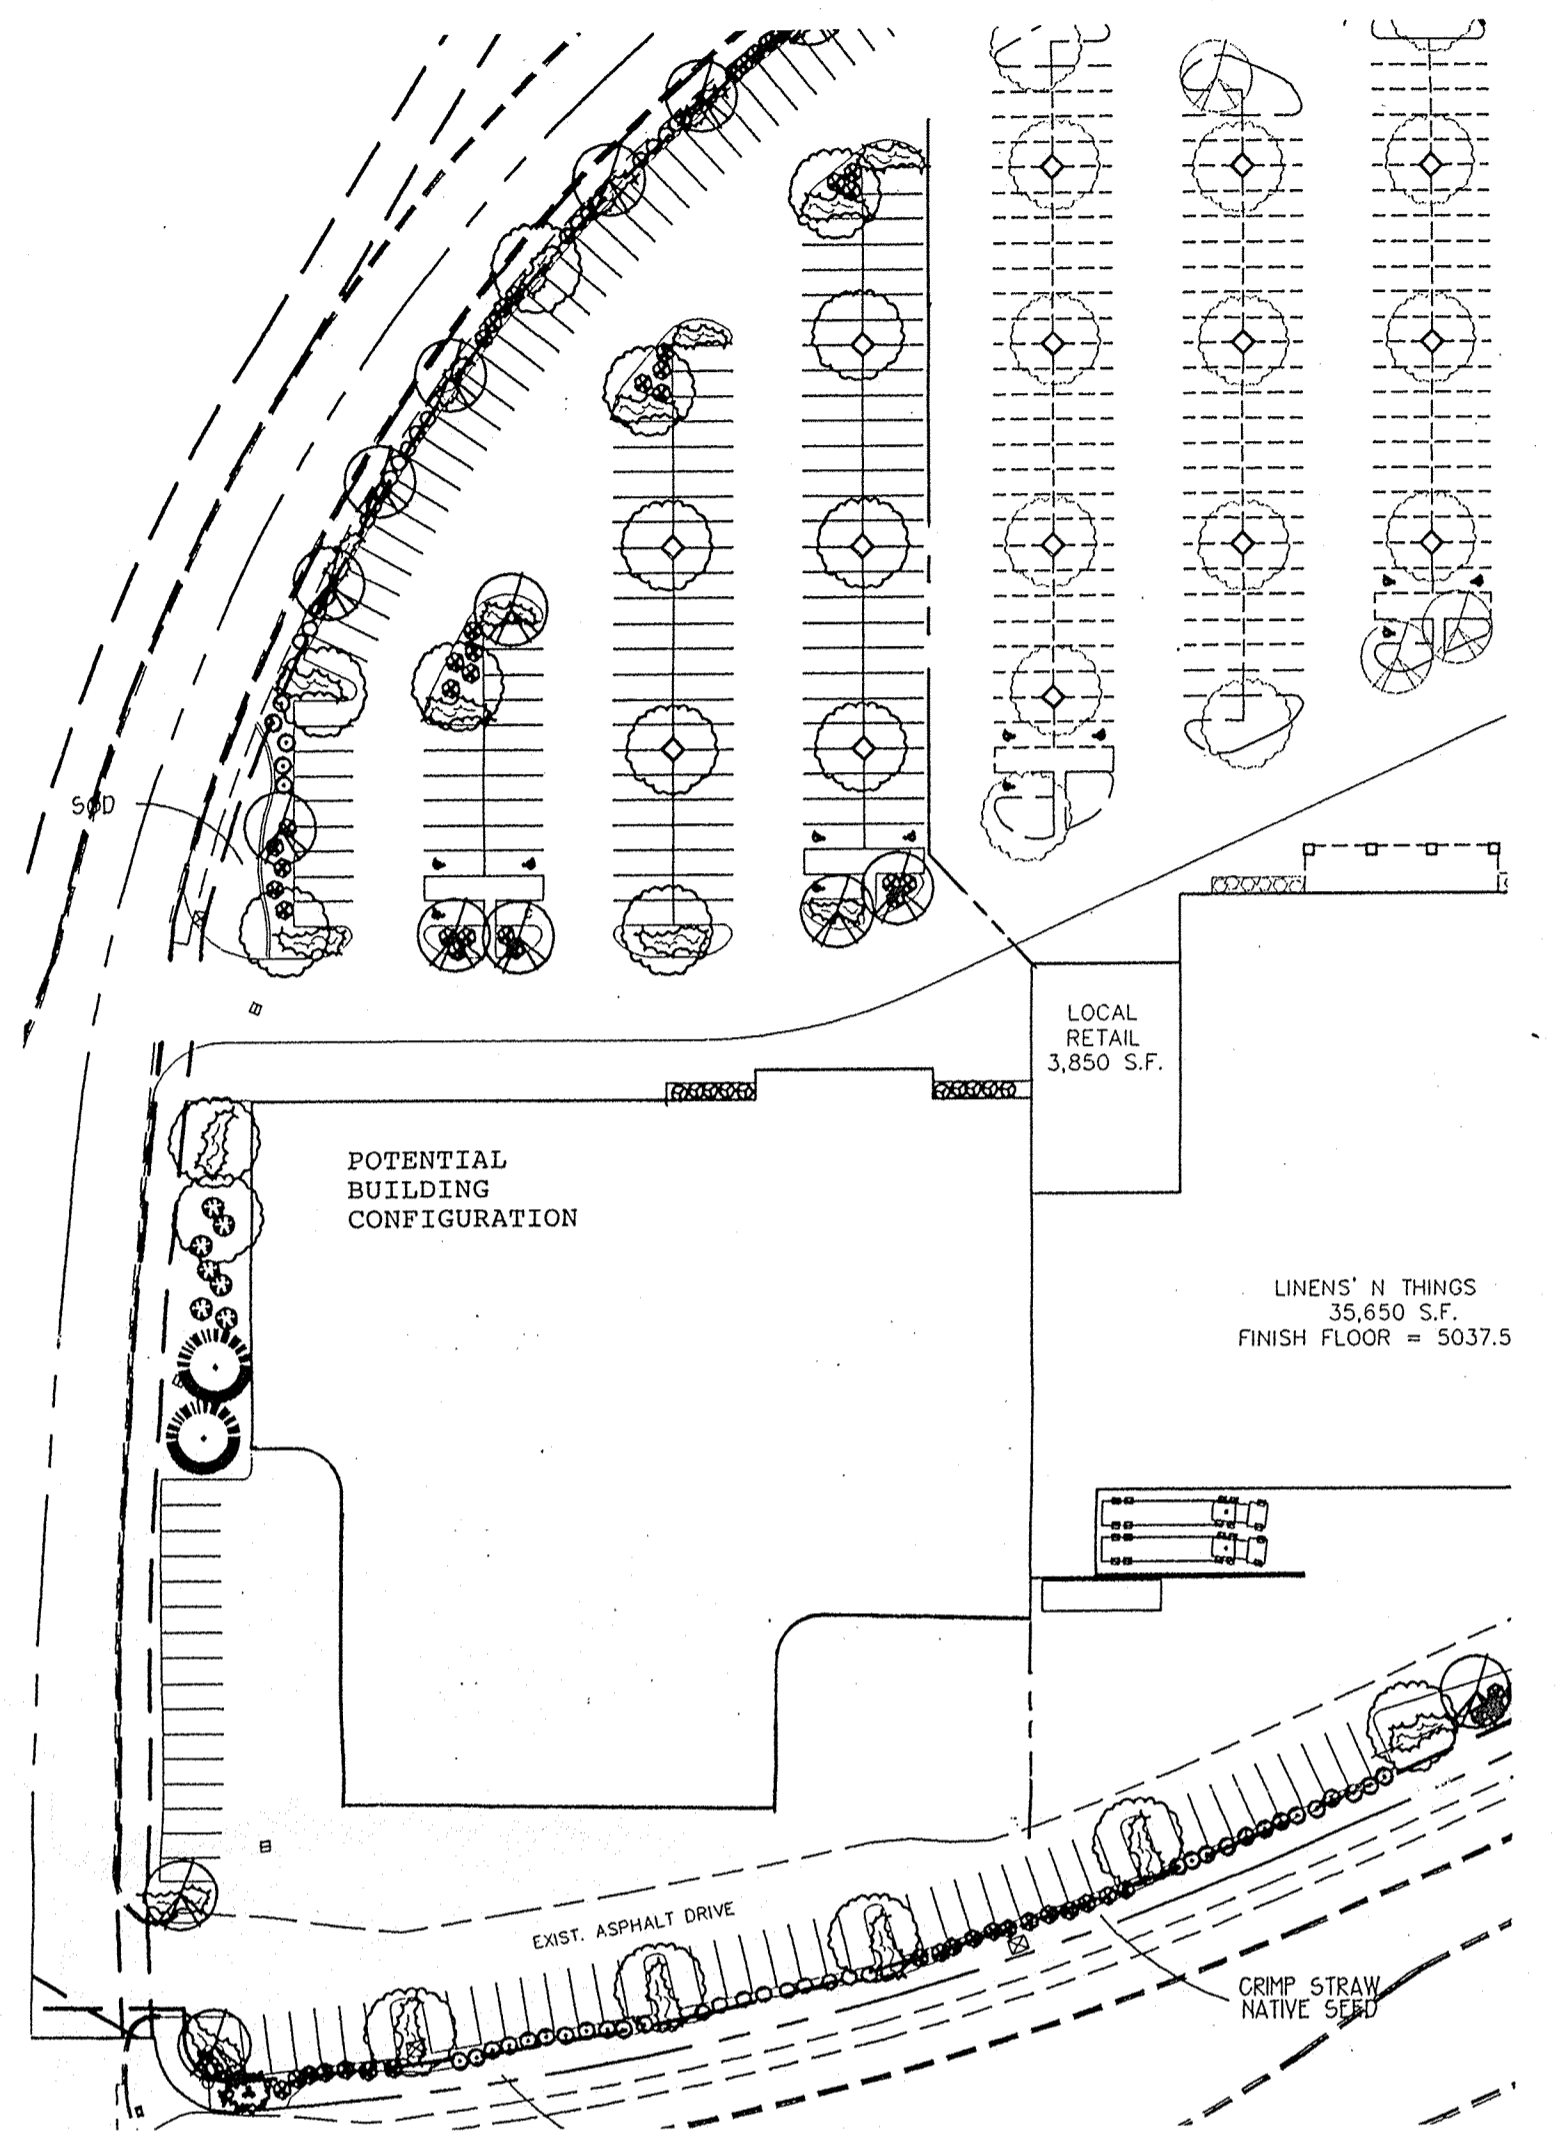 SOD
LOCAL
RETAIL
3,850 S.F.
POTENTIAL
BUILDING
CONFIGURATION
LINENS' N THINGS
35,650 S.F.
FINISH FLOOR = 5037.5
EXIST. ASPHALT DRIVE
CRIMP STRAW
NATIVE SEED